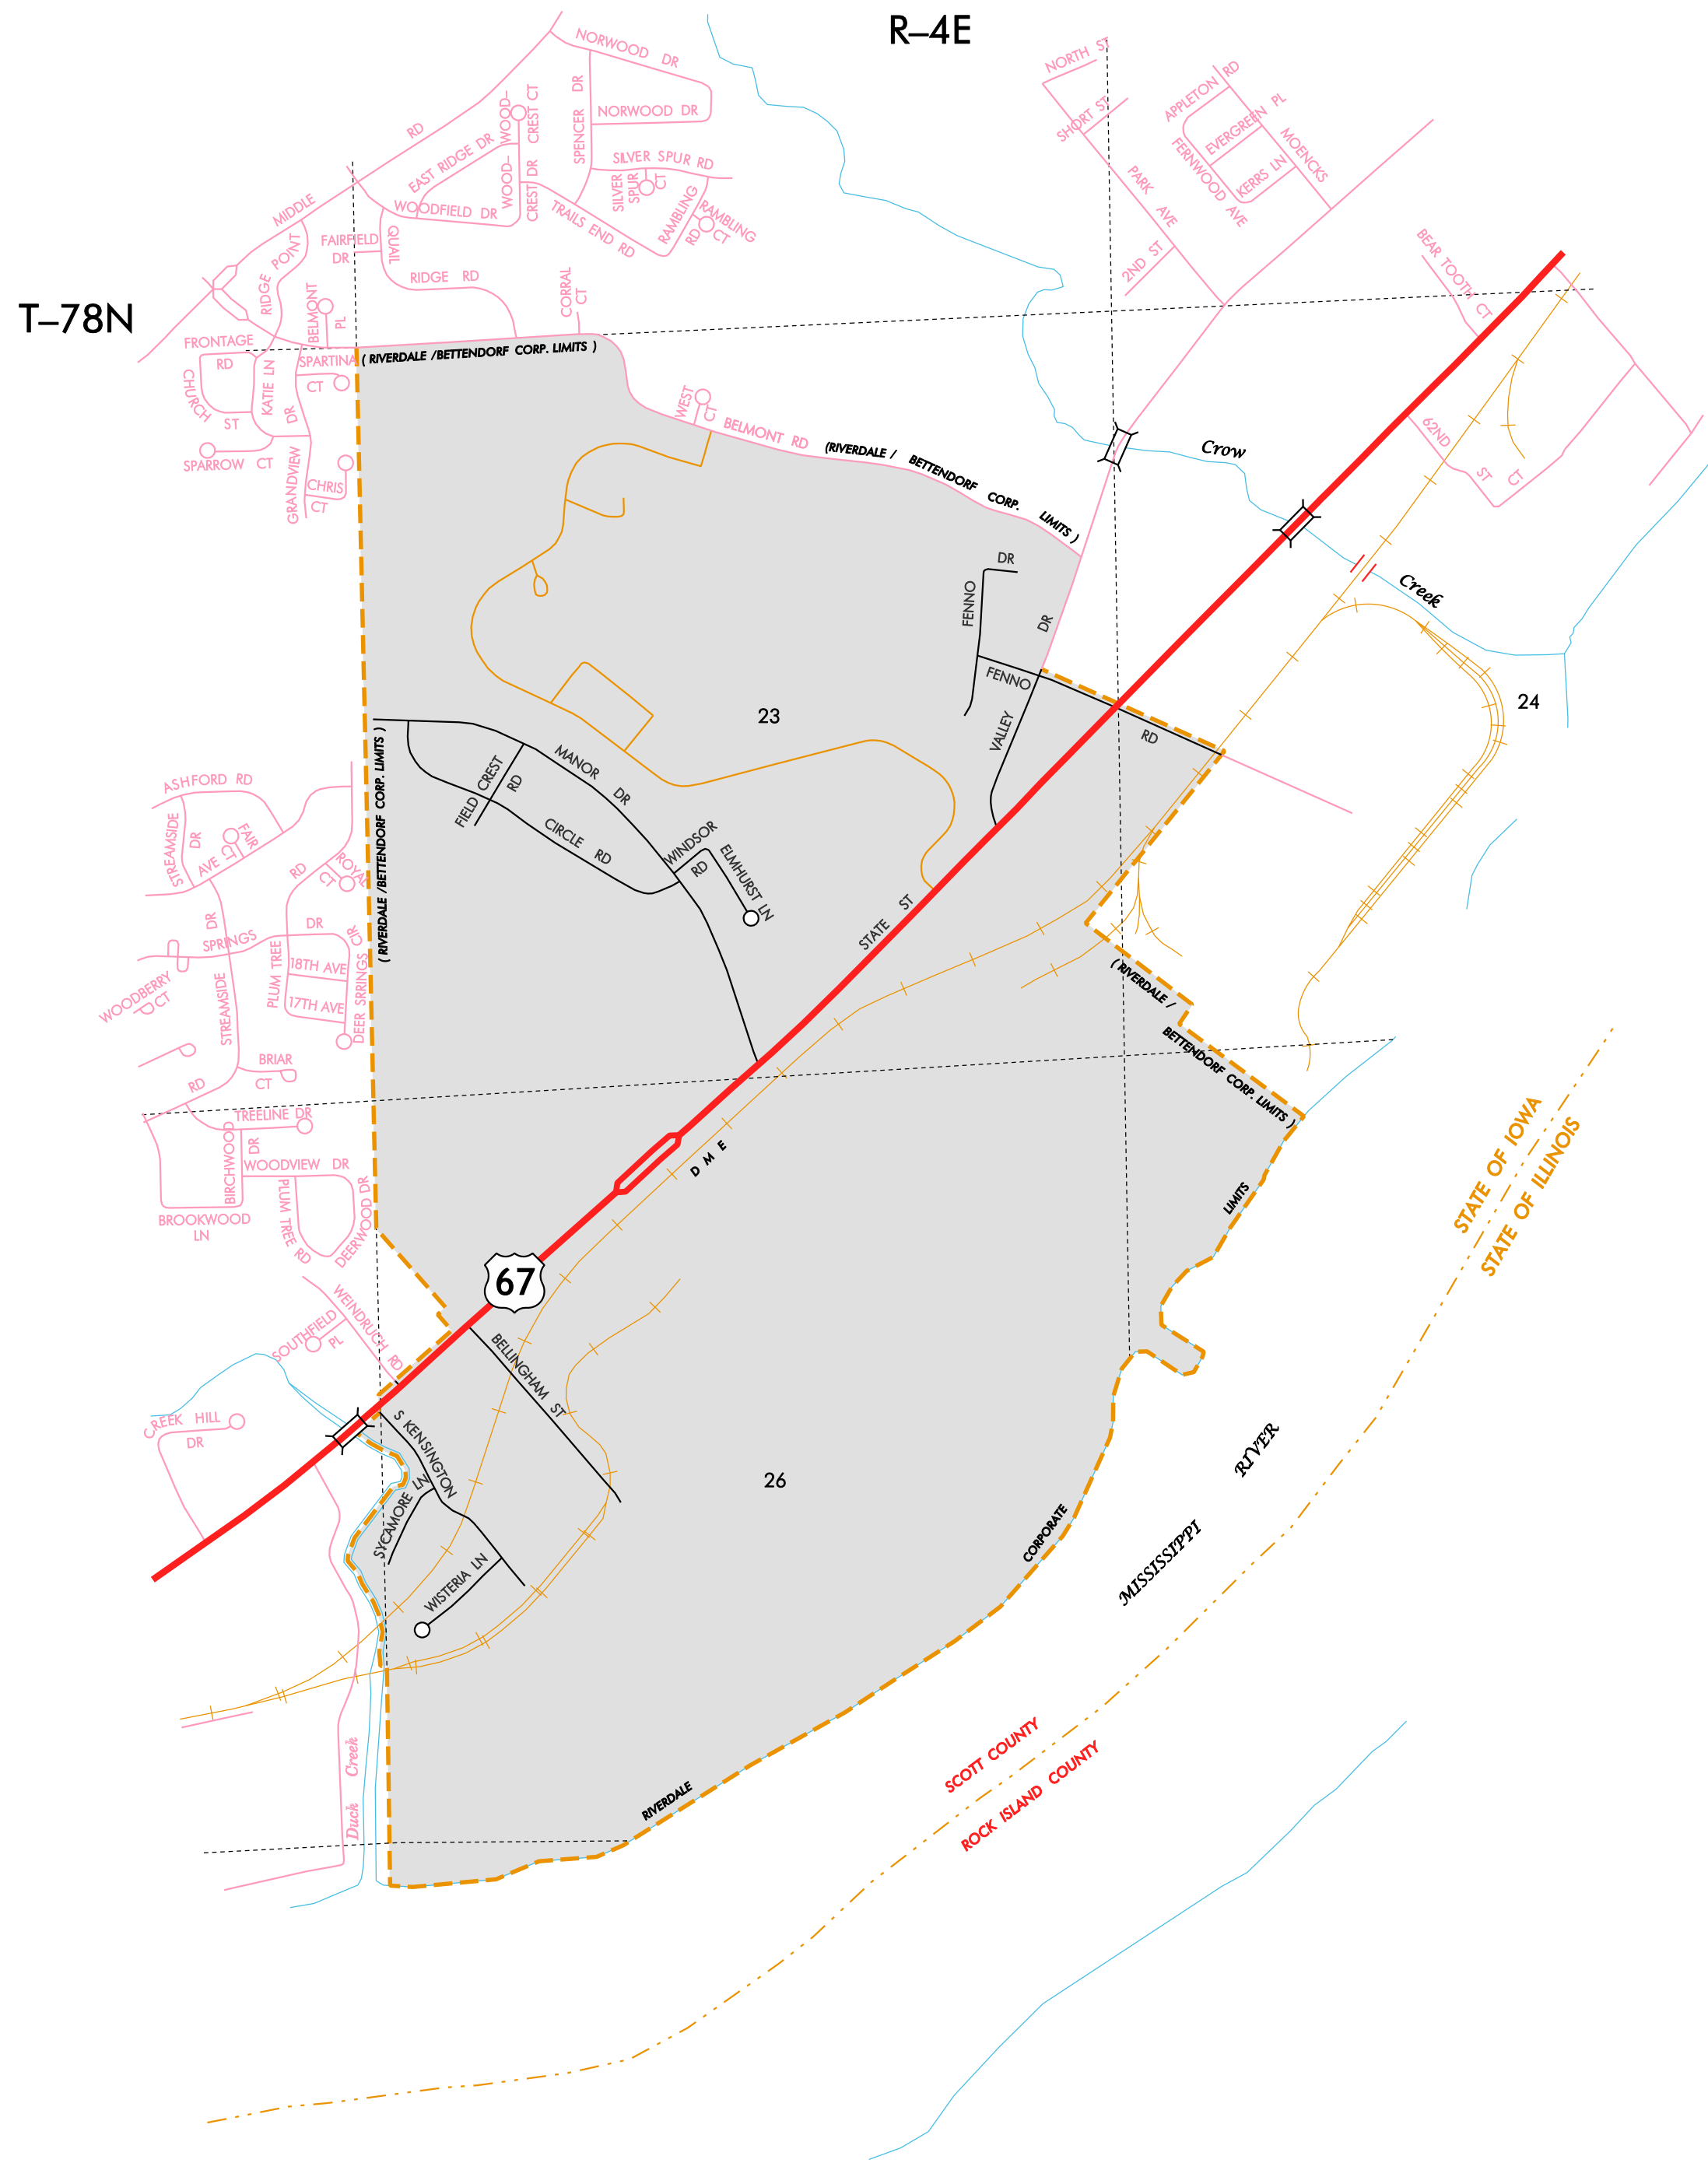 R–4E
T–78N
NORWOOD DR
NORWOOD DR
SPENCER DR
WOOD–
CREST CT
WOOD–
CREST DR
EAST RIDGE DR
WOODFIELD DR
SILVER SPUR RD
SILVER
SPUR
CT
TRAILS END RD
RAMBLING
RD
RAMBLING
CT
MIDDLE RD
RIDGE POINT
FAIRFIELD
DR
QUAIL
RIDGE RD
CORRAL
CT
BELMONT
PL
FRONTAGE
RD
CHURCH
ST
KATIE LN
SPARTINA
CT
SPARROW CT
GRANDVIEW DR
CHRIS
CT
NORTH ST
SHORT ST
PARK AVE
2ND ST
APPLETON RD
EVERGREEN PL
FERNWOOD AVE
KERRS LN
MOENCKS
BEAR TOOTH CT
62ND
ST CT
( RIVERDALE /BETTENDORF CORP. LIMITS )
WEST
CT
BELMONT RD
(RIVERDALE / BETTENDORF CORP. LIMITS )
Crow
Creek
FENNO
DR
DR
FENNO
RD
VALLEY
23
24
MANOR
DR
FIELD CREST
RD
CIRCLE RD
WINDSOR
RD
ELMHURST LN
STATE ST
( RIVERDALE /BETTENDORF CORP. LIMITS )
ASHFORD RD
STREAMSIDE
DR
FAIR
CT
AVE
RD
ROYAL
CT
DR
SPRINGS
DR
CIR
PLUM TREE
18TH AVE
17TH AVE
DEER SRRINGS
WOODBERRY
CT
STREAMSIDE
BRIAR
CT
RD
TREELINE DR
BIRCHWOOD
DR
WOODVIEW DR
BROOKWOOD
LN
PLUM TREE RD
DEERWOOD DR
( RIVERDALE /
BETTENDORF CORP. LIMITS )
LIMITS
STATE OF IOWA
STATE OF ILLINOIS
D M E
67
WEINDRUCH RD
SOUTHFIELD
PL
CREEK HILL
DR
BELLINGHAM ST
S KENSINGTON
SYCAMORE LN
WISTERIA LN
26
RIVER
MISSISSIPPI
CORPORATE
RIVERDALE
SCOTT COUNTY
ROCK ISLAND COUNTY
Duck Creek